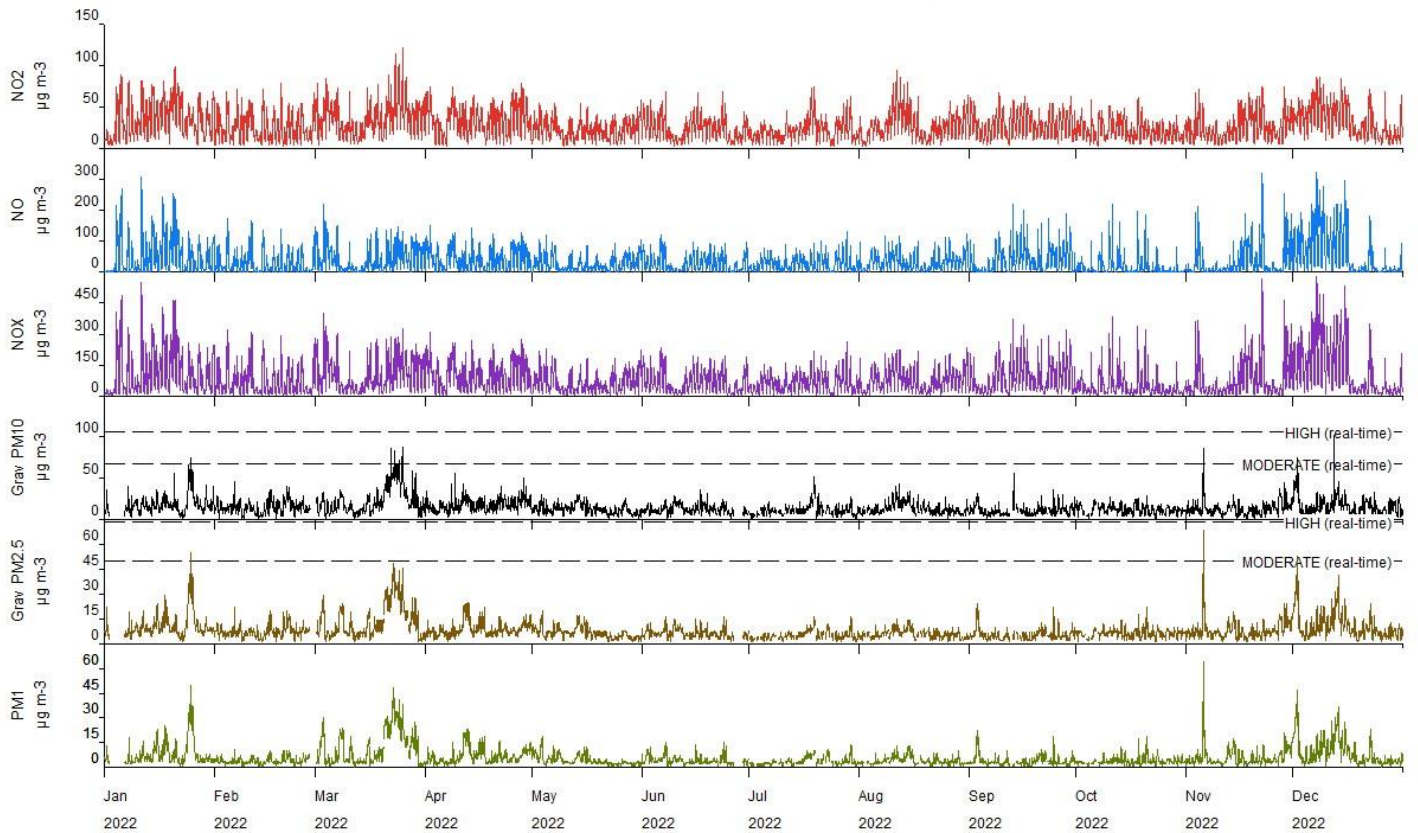 150
100
50
0
NO2
µg m-3
300
200
100
0
NO
µg m-3
450
300
150
0
NOX
µg m-3
100
50
0
Grav PM10
µg m-3
HIGH (real-time)
MODERATE (real-time)
60
45
30
15
0
Grav PM2.5
µg m-3
HIGH (real-time)
MODERATE (real-time)
60
45
30
15
0
PM1
µg m-3
Jan Feb Mar Apr May Jun Jul Aug Sep Oct Nov Dec
2022 2022 2022 2022 2022 2022 2022 2022 2022 2022 2022 2022